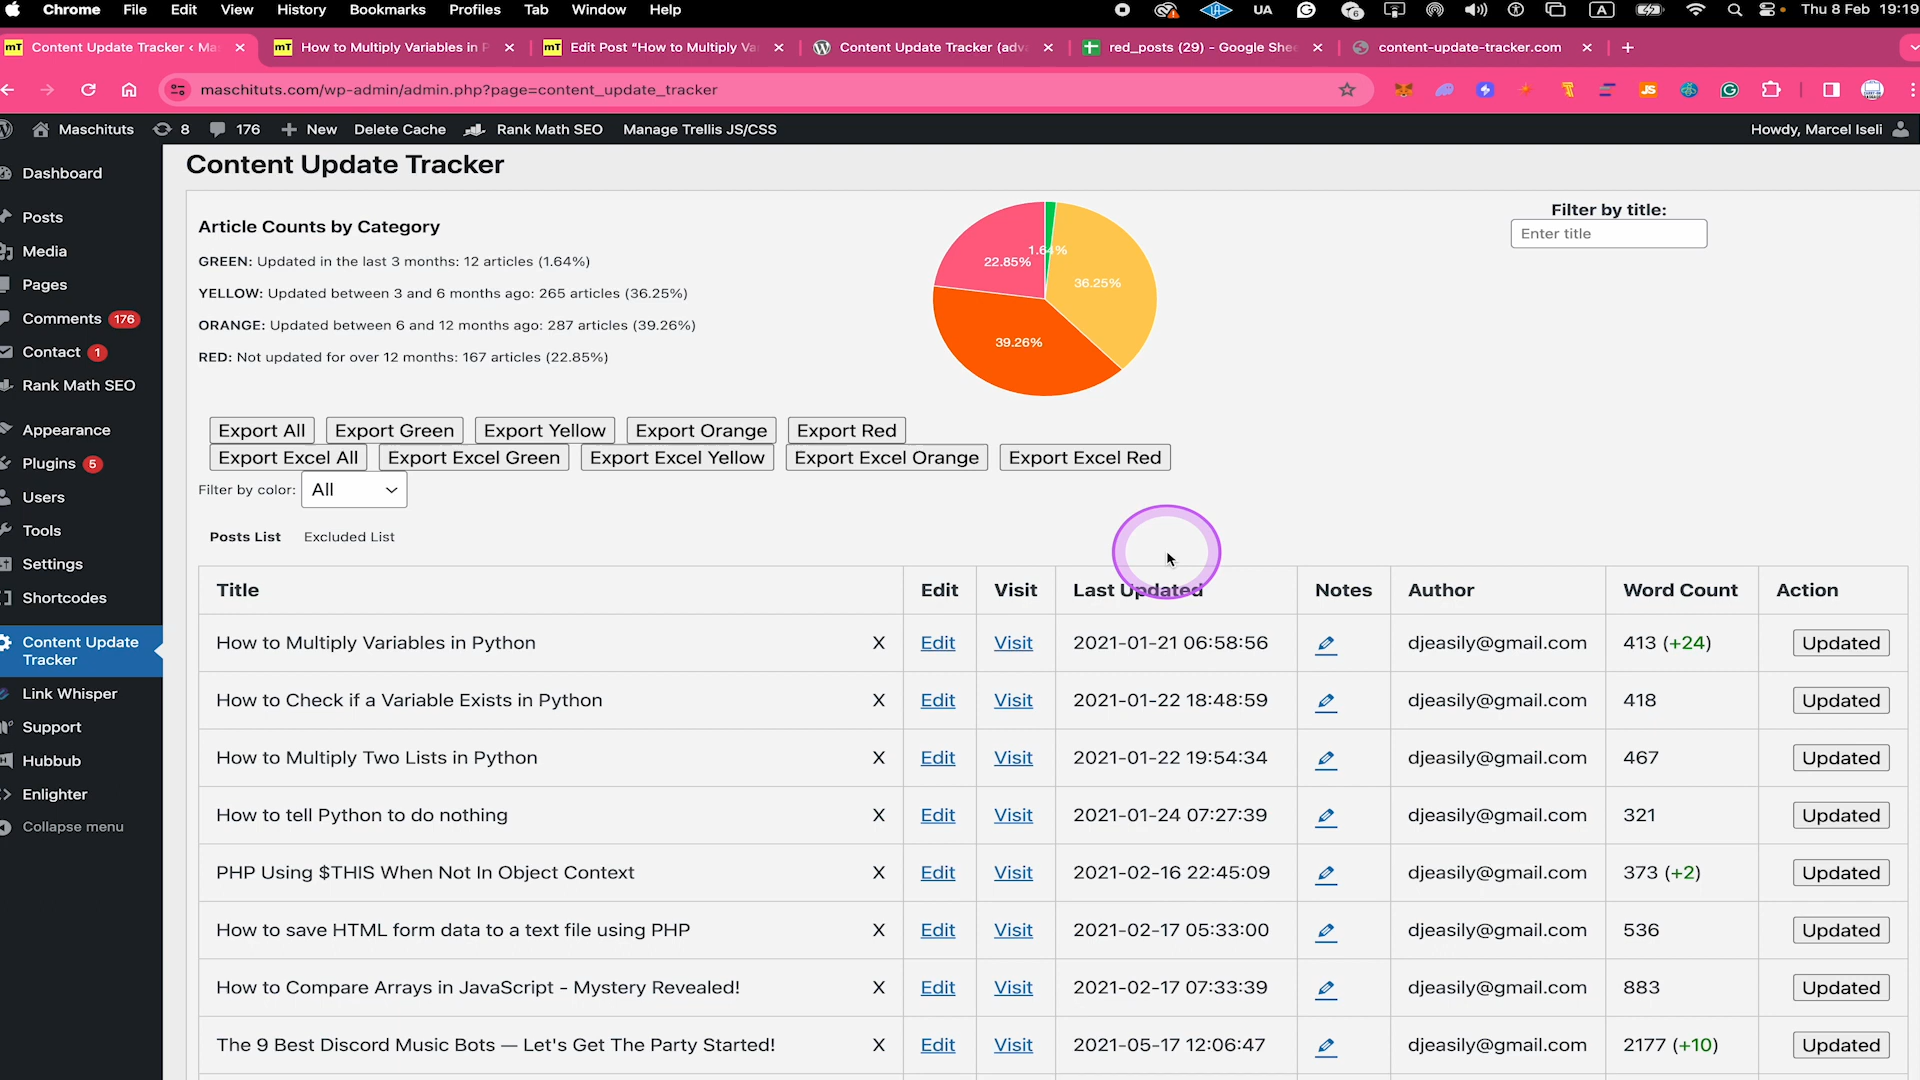 Chrome File Edit View History Bookmarks Profiles Tab Window Help UA A Thu 8 Feb 19:19
mT Content Update Tracker ‹ Ma mT How to Multiply Variables in P mT Edit Post "How to Multiply Va Content Update Tracker (adva red_posts (29) - Google She content-update-tracker.com
maschituts.com/wp-admin/admin.php?page=content_update_tracker JS
Maschituts 8 176 New Delete Cache Rank Math SEO Manage Trellis JS/CSS Howdy, Marcel Iseli
Dashboard
Posts
Media
Pages
Comments 176
Contact 1
Rank Math SEO
Appearance
Plugins 5
Users
Tools
Settings
Shortcodes
Content Update
Tracker
Link Whisper
Support
Hubbub
Enlighter
Collapse menu
Content Update Tracker
Article Counts by Category
GREEN: Updated in the last 3 months: 12 articles (1.64%)
YELLOW: Updated between 3 and 6 months ago: 265 articles (36.25%)
ORANGE: Updated between 6 and 12 months ago: 287 articles (39.26%)
RED: Not updated for over 12 months: 167 articles (22.85%)
1.64%
22.85%
36.25%
39.26%
Filter by title:
Enter title
Export All Export Green Export Yellow Export Orange Export Red
Export Excel All Export Excel Green Export Excel Yellow Export Excel Orange Export Excel Red
Filter by color: All
Posts List Excluded List
Title Edit Visit Last Updated Notes Author Word Count Action
How to Multiply Variables in Python X Edit Visit 2021-01-21 06:58:56 djeasily@gmail.com 413 (+24) Updated
How to Check if a Variable Exists in Python X Edit Visit 2021-01-22 18:48:59 djeasily@gmail.com 418 Updated
How to Multiply Two Lists in Python X Edit Visit 2021-01-22 19:54:34 djeasily@gmail.com 467 Updated
How to tell Python to do nothing X Edit Visit 2021-01-24 07:27:39 djeasily@gmail.com 321 Updated
PHP Using $THIS When Not In Object Context X Edit Visit 2021-02-16 22:45:09 djeasily@gmail.com 373 (+2) Updated
How to save HTML form data to a text file using PHP X Edit Visit 2021-02-17 05:33:00 djeasily@gmail.com 536 Updated
How to Compare Arrays in JavaScript - Mystery Revealed! X Edit Visit 2021-02-17 07:33:39 djeasily@gmail.com 883 Updated
The 9 Best Discord Music Bots — Let's Get The Party Started! X Edit Visit 2021-05-17 12:06:47 djeasily@gmail.com 2177 (+10) Updated